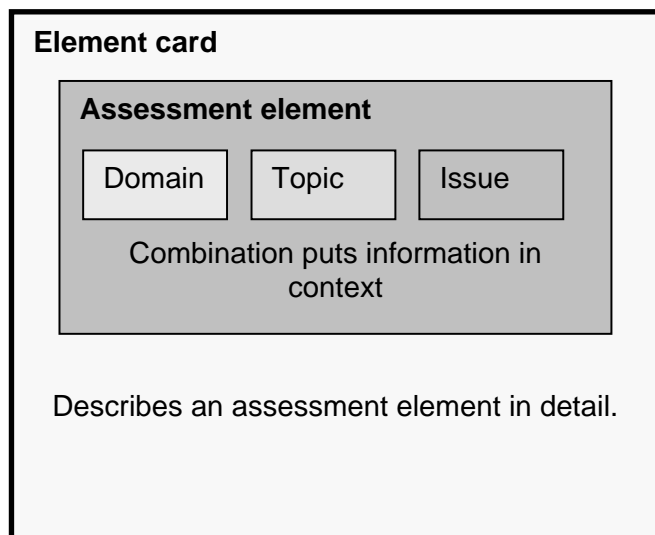 Element card
Assessment element
Domain
Topic
Issue
Combination puts information in
context
Describes an assessment element in detail.